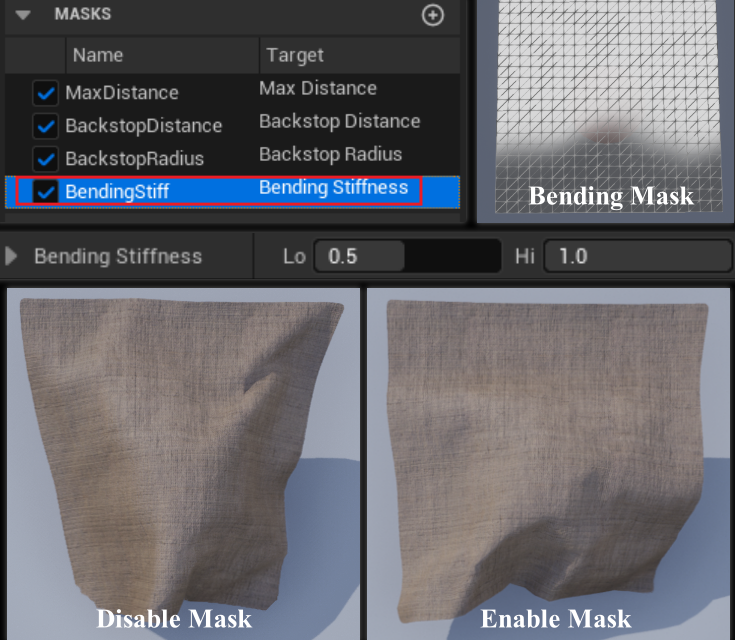 MASKS
Name Target
MaxDistance Max Distance
BackstopDistance Backstop Distance
BackstopRadius Backstop Radius
BendingStiff Bending Stiffness
Bending Mask
Bending Stiffness Lo 0.5 Hi 1.0
Disable Mask Enable Mask